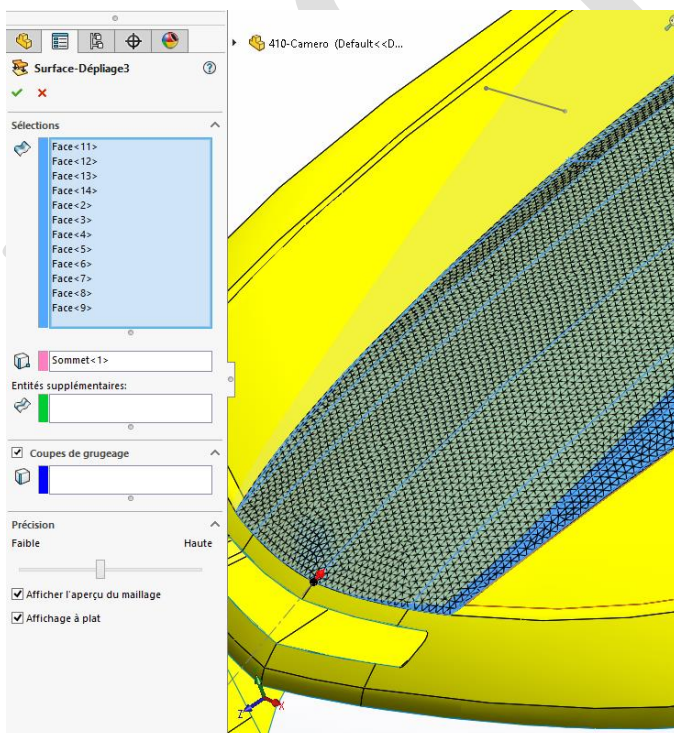 410-Camero (Default<<D...
Surface-Dépliage3
Sélections
Face<11>
Face<12>
Face<13>
Face<14>
Face<2>
Face<3>
Face<4>
Face<5>
Face<6>
Face<7>
Face<8>
Face<9>
Sommet<1>
Entités supplémentaires:
Coupes de grugeage
Précision
Faible Haute
Afficher l'aperçu du maillage
Affichage à plat
Z X